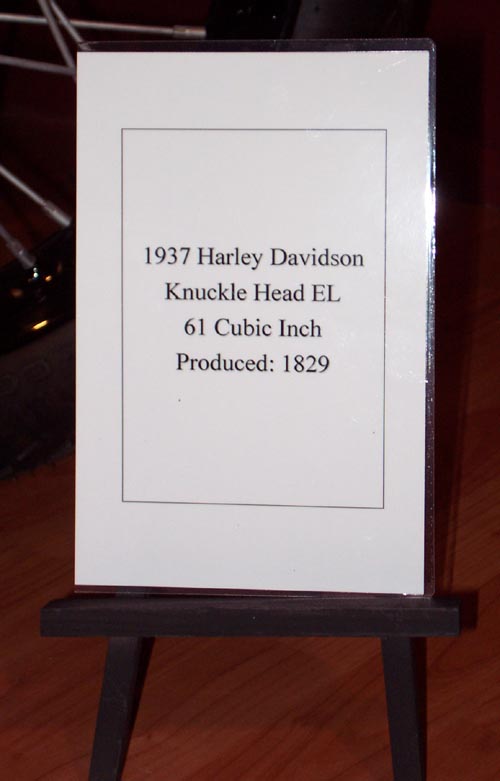 1937 Harley Davidson
Knuckle Head EL
61 Cubic Inch
Produced: 1829